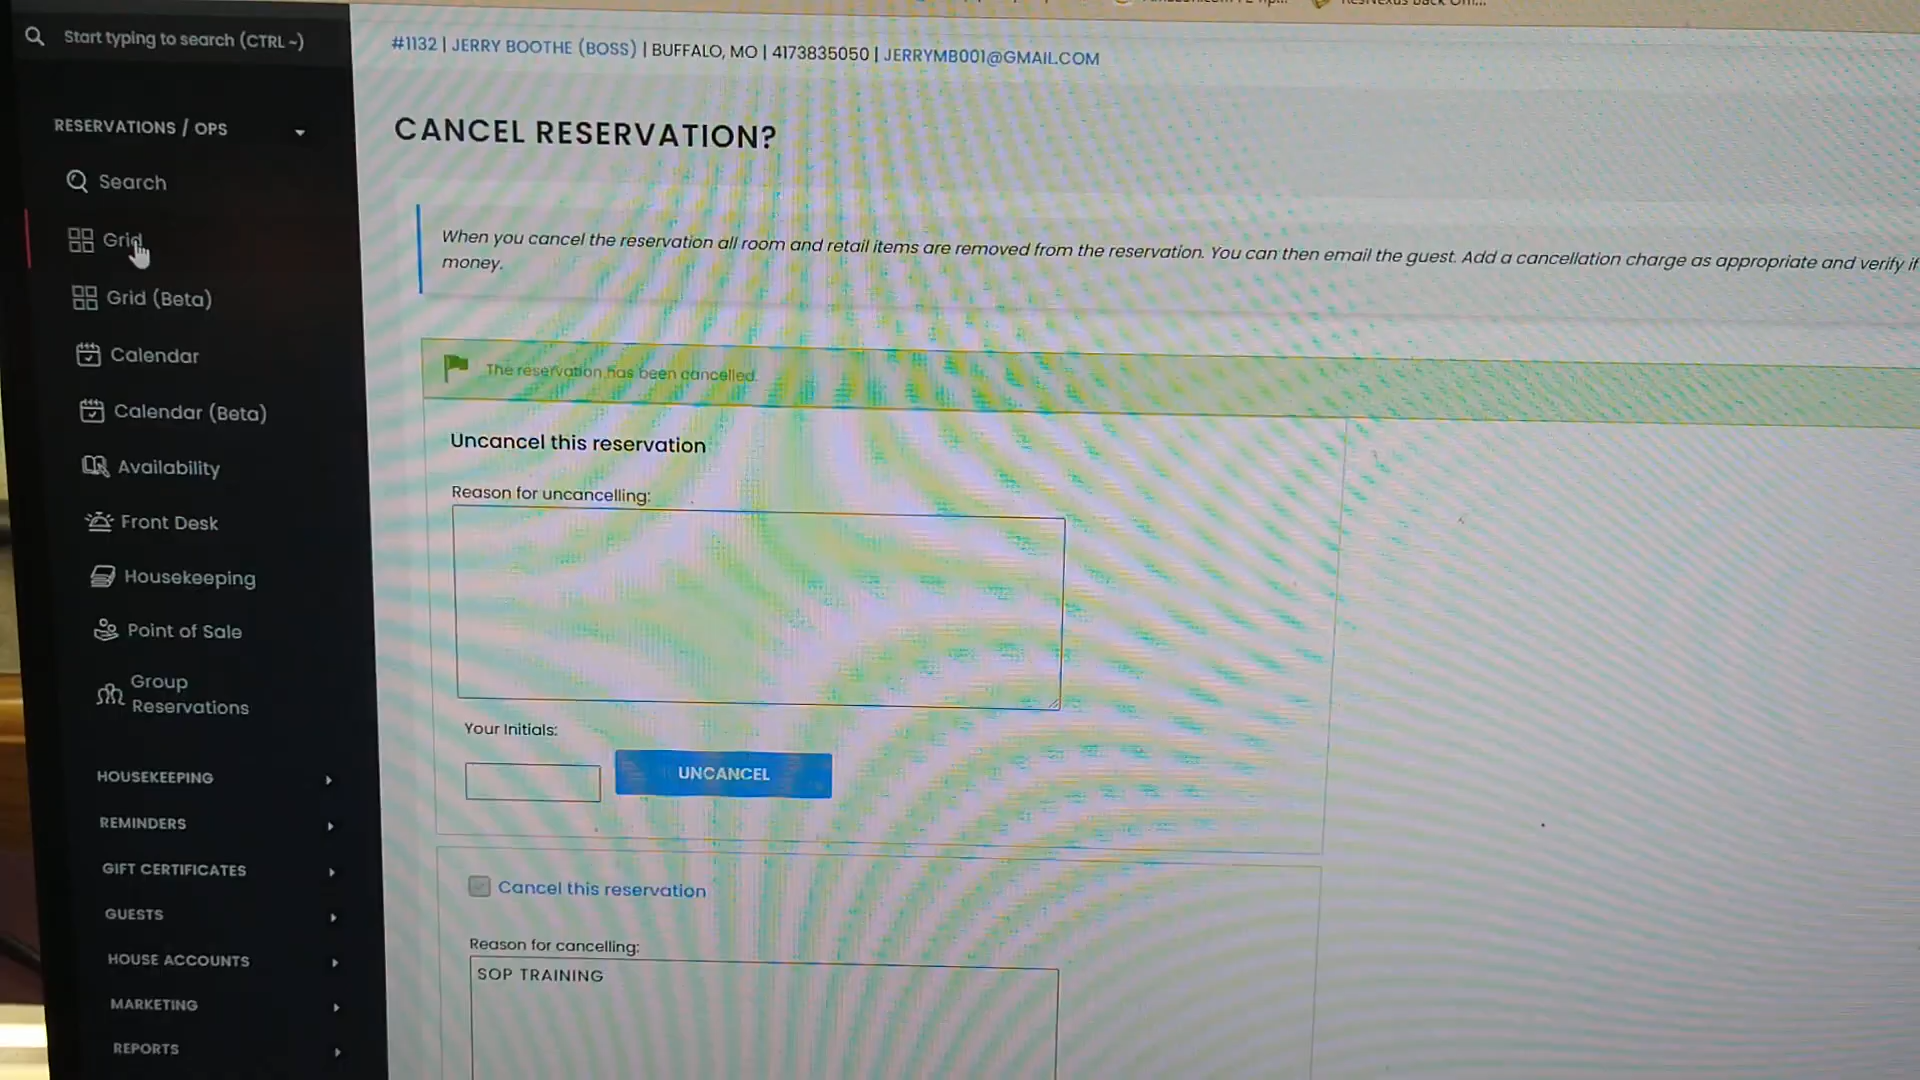 ResNexus Back Off...
Start typing to search (CTRL ~)
#1132 | JERRY BOOTHE (BOSS) | BUFFALO, MO | 4173835050 | JERRYMB001@GMAIL.COM
RESERVATIONS / OPS
CANCEL RESERVATION?
Search
Grid
When you cancel the reservation all room and retail items are removed from the reservation. You can then email the guest. Add a cancellation charge as appropriate and verify if
money.
Grid (Beta)
Calendar
The reservation has been cancelled.
Calendar (Beta)
Uncancel this reservation
Availability
Reason for uncancelling:
Front Desk
Housekeeping
Point of Sale
Group
Reservations
Your Initials:
UNCANCEL
HOUSEKEEPING
REMINDERS
GIFT CERTIFICATES
Cancel this reservation
GUESTS
Reason for cancelling:
HOUSE ACCOUNTS
SOP TRAINING
MARKETING
REPORTS